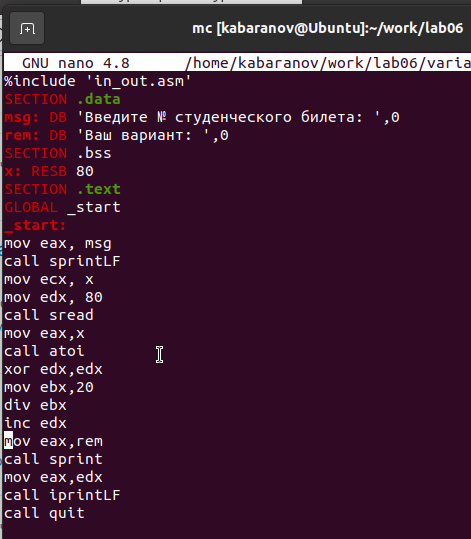 mc [kabaranov@Ubuntu]:~/work/lab06
GNU nano 4.8 /home/kabaranov/work/lab06/varia
%include 'in_out.asm'
SECTION .data
msg: DB 'Введите № студенческого билета: ',0
rem: DB 'Ваш вариант: ',0
SECTION .bss
x: RESB 80
SECTION .text
GLOBAL _start
_start:
mov eax, msg
call sprintLF
mov ecx, x
mov edx, 80
call sread
mov eax,x
call atoi
xor edx,edx
mov ebx,20
div ebx
inc edx
mov eax,rem
call sprint
mov eax,edx
call iprintLF
call quit